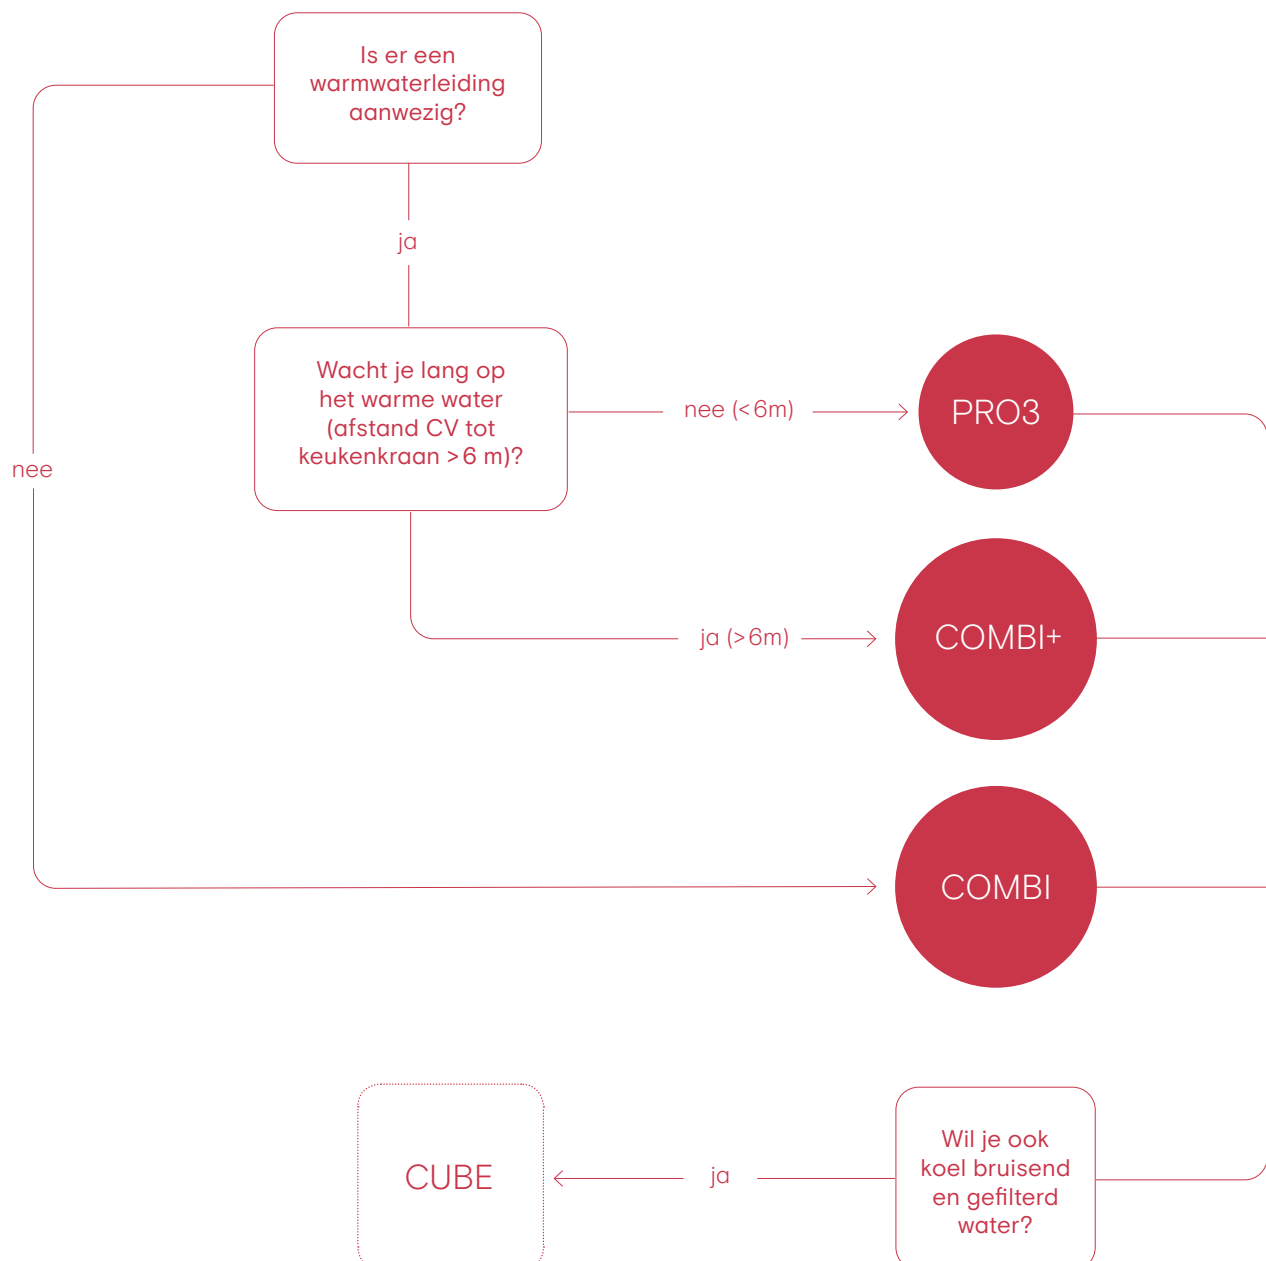 Is er een
warmwaterleiding
aanwezig?
ja
Wacht je lang op
het warme water
(afstand CV tot
keukenkraan >6 m)?
nee (<6m)
PRO3
nee
ja (>6m)
COMBI+
COMBI
Wil je ook
koel bruisend
en gefilterd
water?
ja
CUBE